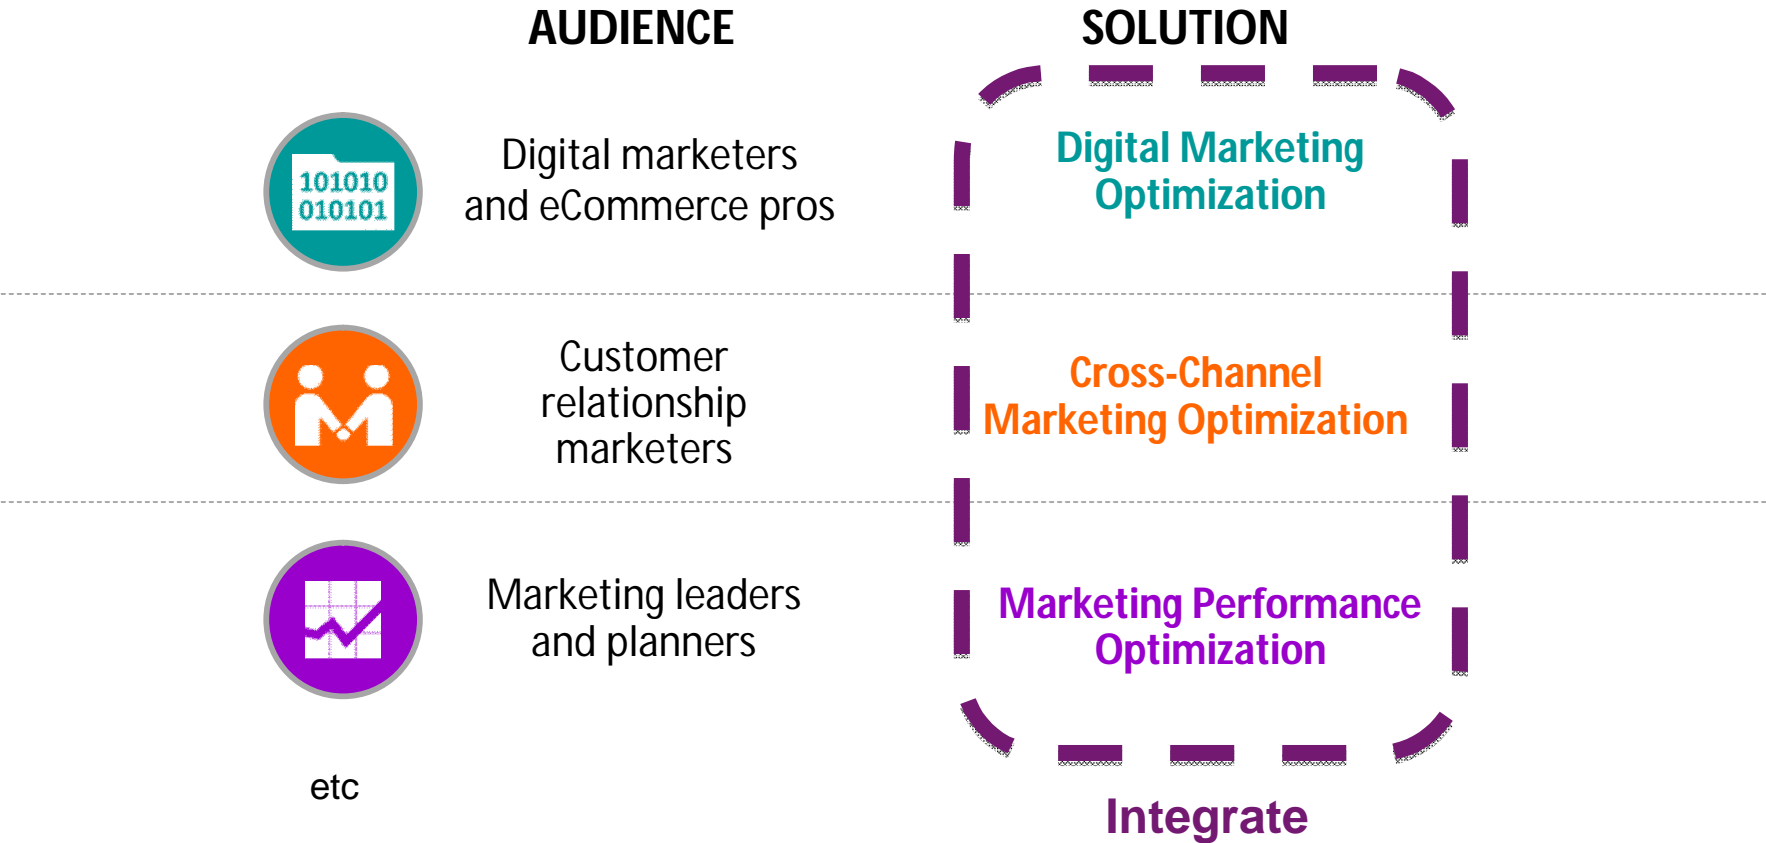 AUDIENCE
SOLUTION
101010
010101
Digital marketers
and eCommerce pros
Digital Marketing
Optimization
Customer
relationship
marketers
Cross-Channel
Marketing Optimization
Marketing leaders
and planners
Marketing Performance
Optimization
etc
Integrate